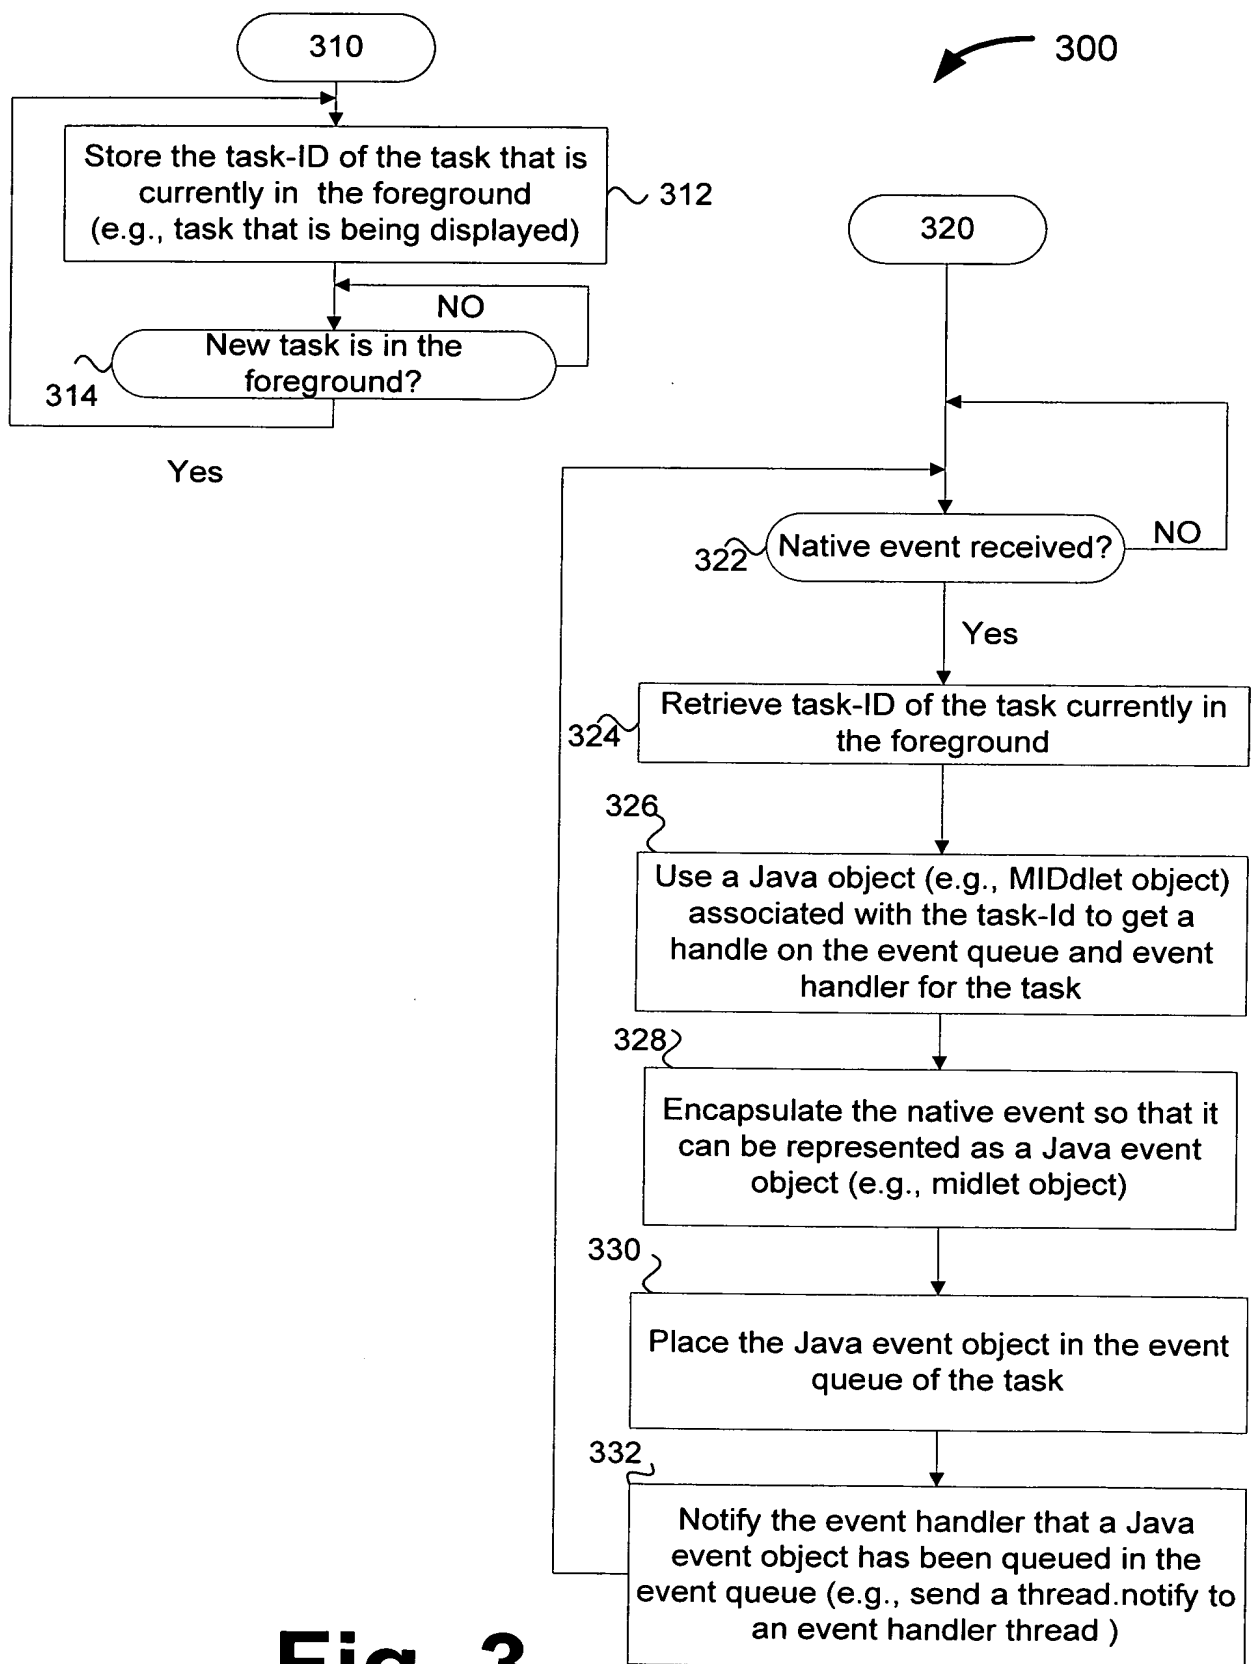 310
300
Store the task-ID of the task that is
currently in the foreground
(e.g., task that is being displayed)
312
320
NO
New task is in the
foreground?
314
Yes
Native event received?
322
NO
Yes
Retrieve task-ID of the task currently in
the foreground
324
326
Use a Java object (e.g., MIDdlet object)
associated with the task-Id to get a
handle on the event queue and event
handler for the task
328
Encapsulate the native event so that it
can be represented as a Java event
object (e.g., midlet object)
330
Place the Java event object in the event
queue of the task
332
Notify the event handler that a Java
event object has been queued in the
event queue (e.g., send a thread.notify to
an event handler thread )
Fig. 3